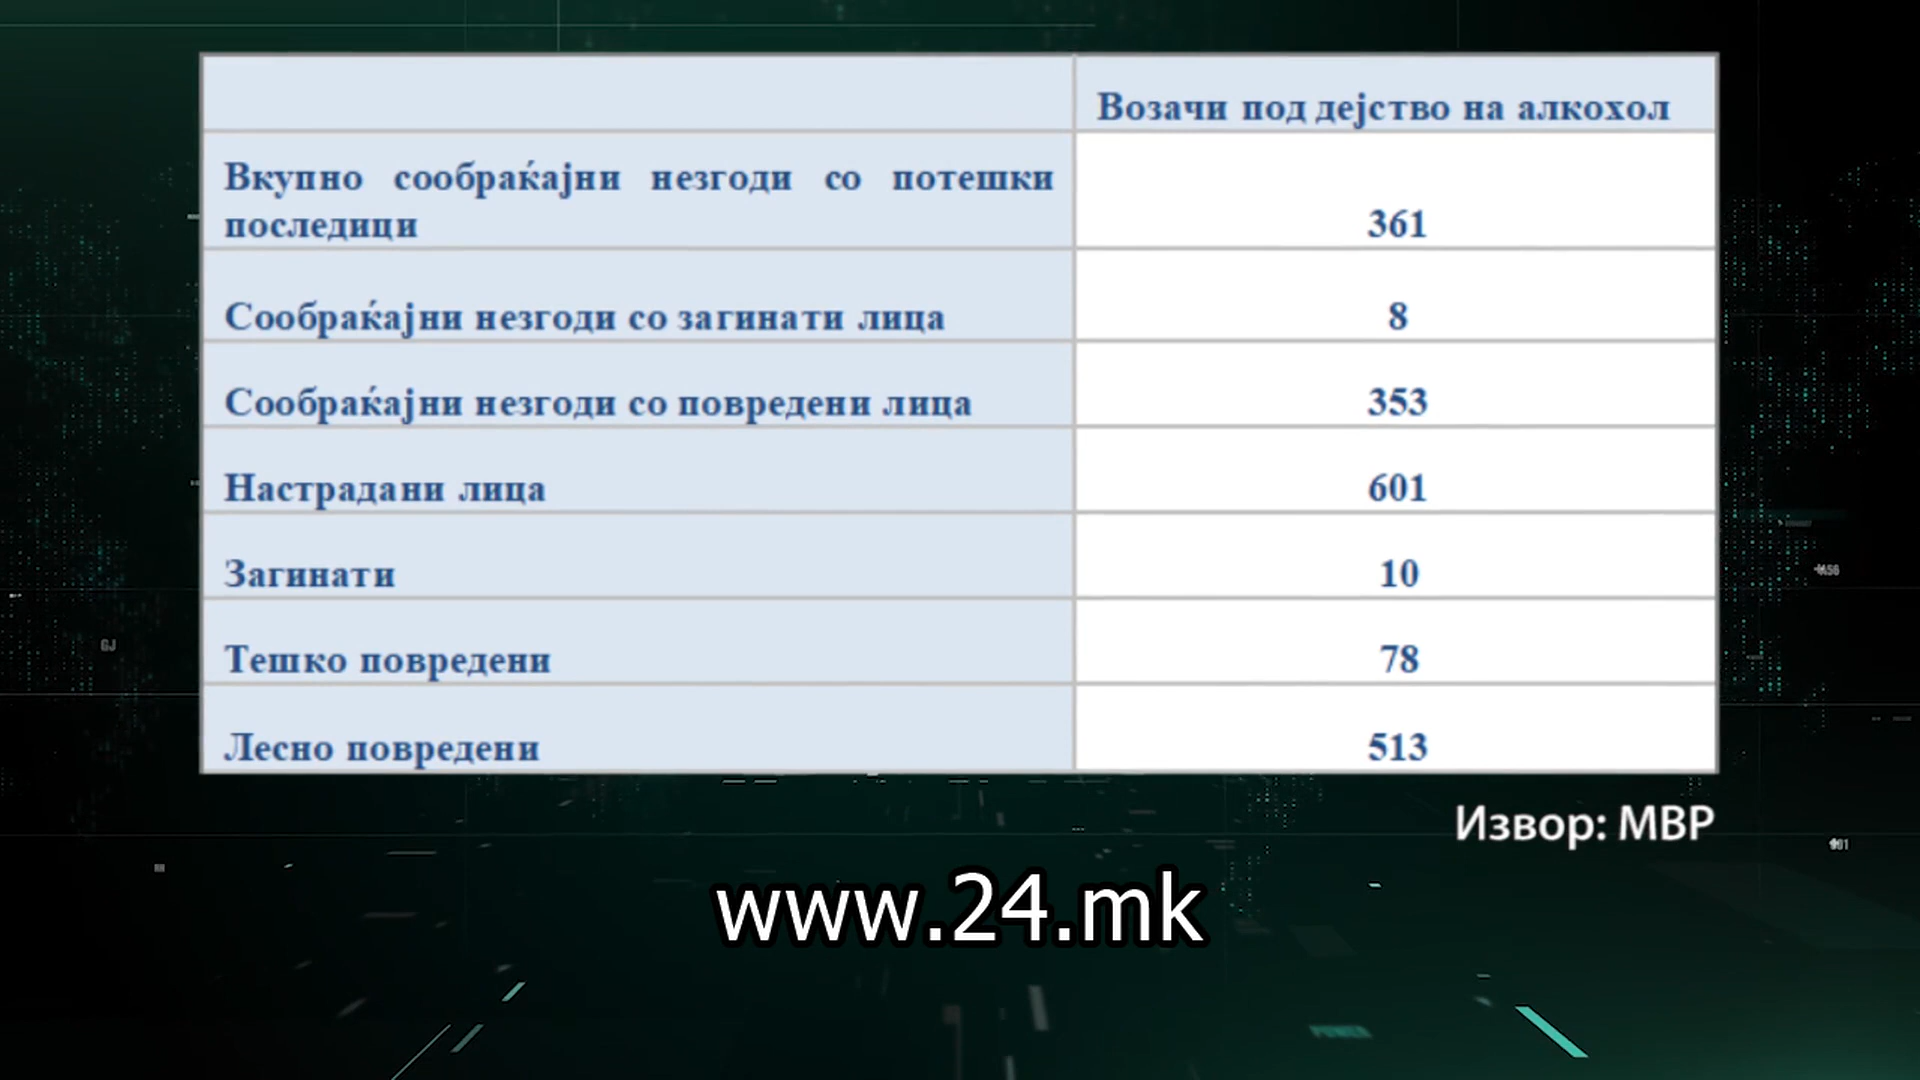 Возачи под дејство на алкохол
Вкупно сообраќајни незгоди со потешки
последици
361
Сообраќајни незгоди со загинати лица 8
Сообраќајни незгоди со повредени лица 353
Настрадани лица 601
Загинати 10
Тешко повредени 78
Лесно повредени 513
Извор: МВР
www.24.mk
GJ
POWER